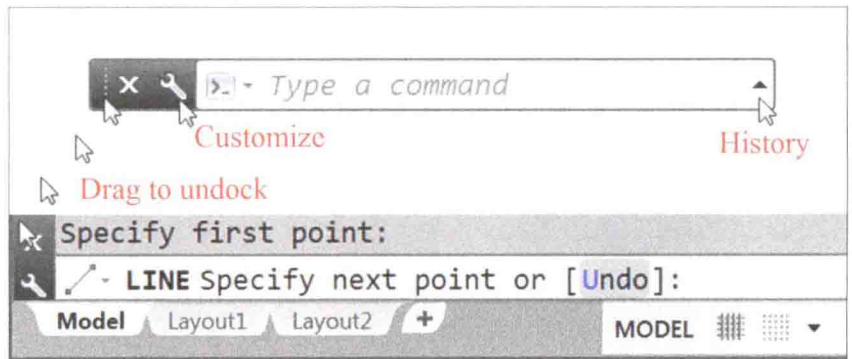 Type a command
Customize
History
Drag to undock
Specify first point:
LINE Specify next point or [Undo]:
Model Layout1 Layout2 + MODEL